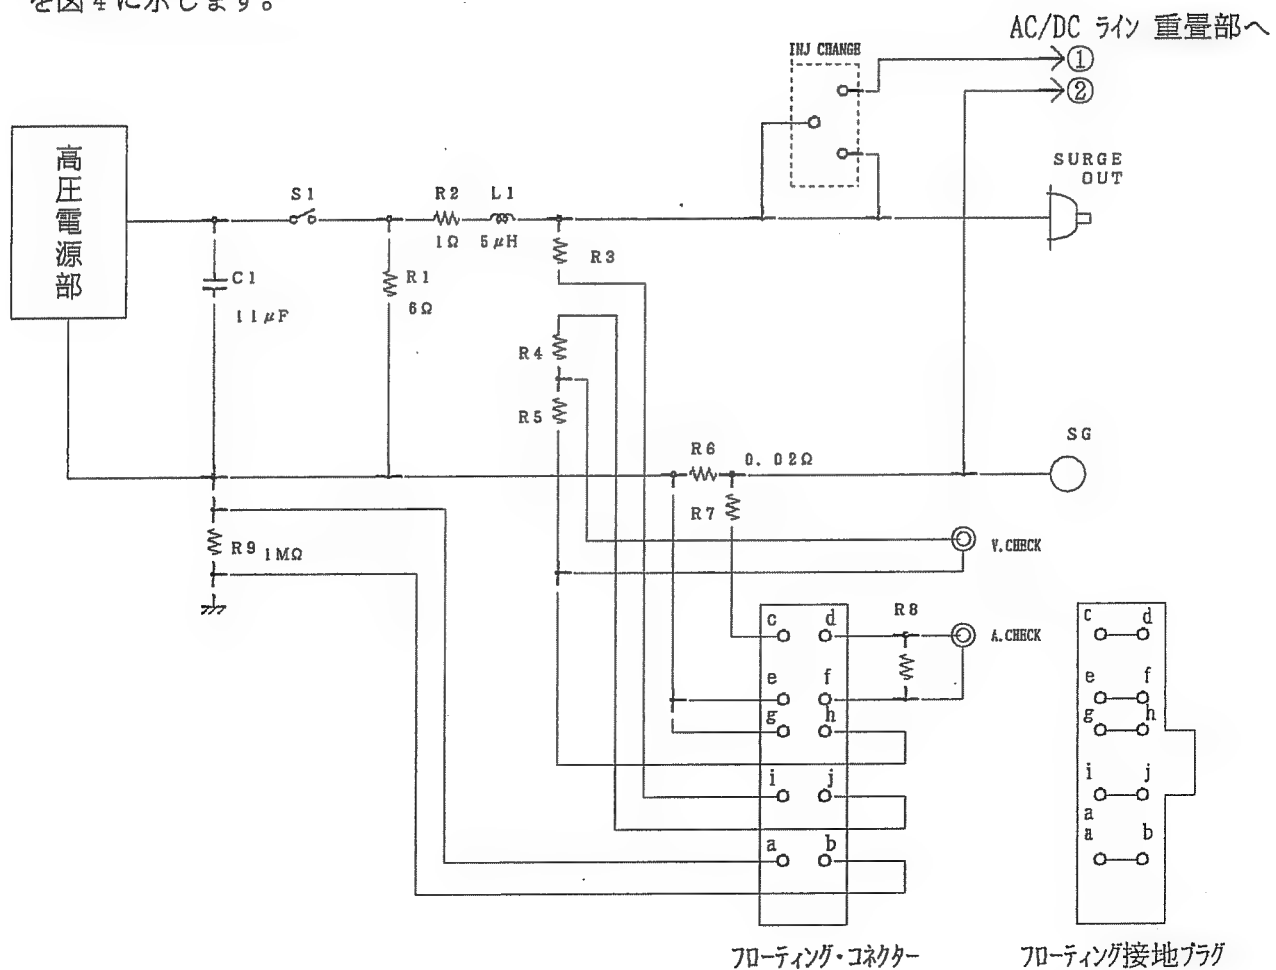 を図4に示します。
AC/DC ライン 重畳部へ
INJ CHANGE
①
②
高圧電源部
SURGE
OUT
S1
R2
L1
1Ω
5μH
R3
C1
11μF
R1
6Ω
R4
R5
R6
0.02Ω
SG
R7
R9
1MΩ
V.CHECK
R8
A.CHECK
c d
e f
g h
i j
a b
c d
e f
g h
i j
a
a b
フローティング・コネクター
フローティング接地プラグ